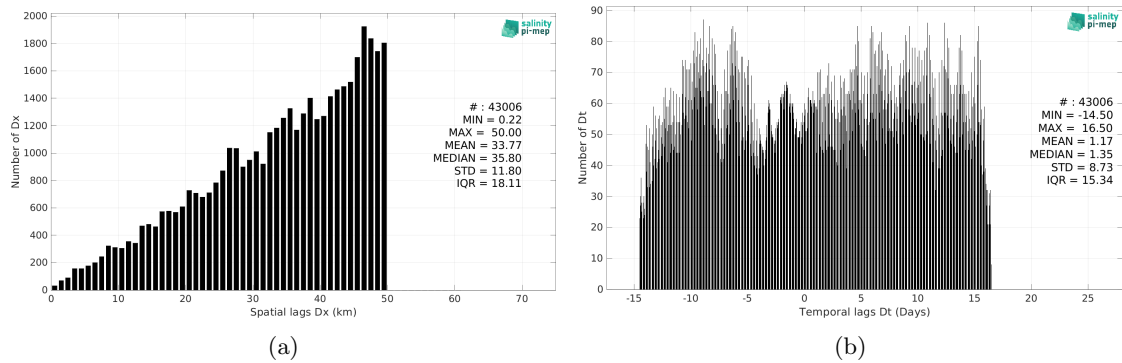 2000
1800
1600
1400
1200
1000
800
600
400
200
0
Number of Dx
0 10 20 30 40 50 60 70
Spatial lags Dx (km)
salinity
pi-mep
# : 43006
MIN = 0.22
MAX = 50.00
MEAN = 33.77
MEDIAN = 35.80
STD = 11.80
IQR = 18.11
(a)
90
80
70
60
50
40
30
20
10
0
Number of Dt
-15 -10 -5 0 5 10 15 20 25
Temporal lags Dt (Days)
salinity
pi-mep
# : 43006
MIN = -14.50
MAX = 16.50
MEAN = 1.17
MEDIAN = 1.35
STD = 8.73
IQR = 15.34
(b)